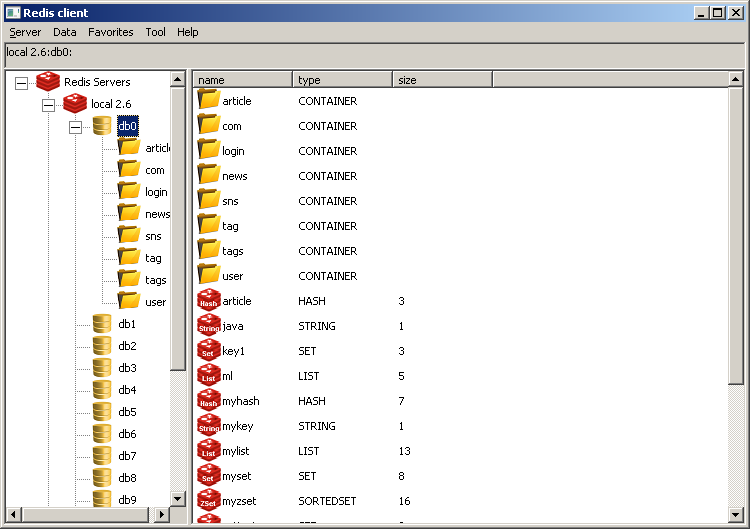 Redis client
Server Data Favorites Tool Help
local 2.6:db0:
Redis Servers
local 2.6
db0
articl
com
login
news
sns
tag
tags
user
db1
db2
db3
db4
db5
db6
db7
db8
db9
name type size
article CONTAINER
com CONTAINER
login CONTAINER
news CONTAINER
sns CONTAINER
tag CONTAINER
tags CONTAINER
user CONTAINER
Hash article HASH 3
String java STRING 1
Set key1 SET 3
List ml LIST 5
Hash myhash HASH 7
String mykey STRING 1
List mylist LIST 13
Set myset SET 8
ZSet myzset SORTEDSET 16